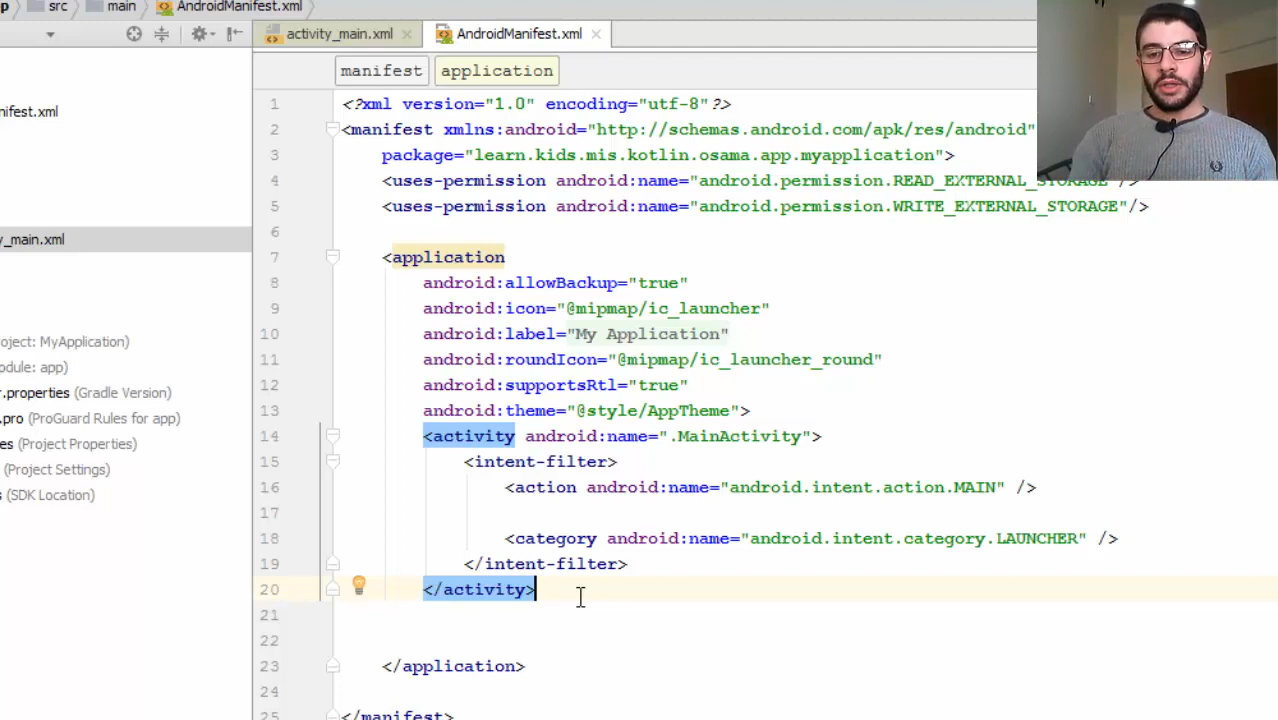 p src main AndroidManifest.xml
activity_main.xml AndroidManifest.xml
manifest application
nifest.xml
y_main.xml
oject: MyApplication)
odule: app)
r.properties (Gradle Version)
.pro (ProGuard Rules for app)
es (Project Properties)
(Project Settings)
s (SDK Location)
1 <?xml version="1.0" encoding="utf-8"?>
2 <manifest xmlns:android="http://schemas.android.com/apk/res/android"
3 package="learn.kids.mis.kotlin.osama.app.myapplication">
4 <uses-permission android:name="android.permission.READ_EXTERNAL_STORAGE"/>
5 <uses-permission android:name="android.permission.WRITE_EXTERNAL_STORAGE"/>
6
7 <application
8 android:allowBackup="true"
9 android:icon="@mipmap/ic_launcher"
10 android:label="My Application"
11 android:roundIcon="@mipmap/ic_launcher_round"
12 android:supportsRtl="true"
13 android:theme="@style/AppTheme">
14 <activity android:name=".MainActivity">
15 <intent-filter>
16 <action android:name="android.intent.action.MAIN" />
17
18 <category android:name="android.intent.category.LAUNCHER" />
19 </intent-filter>
20 </activity>
21
22
23 </application>
24
25 </manifest>